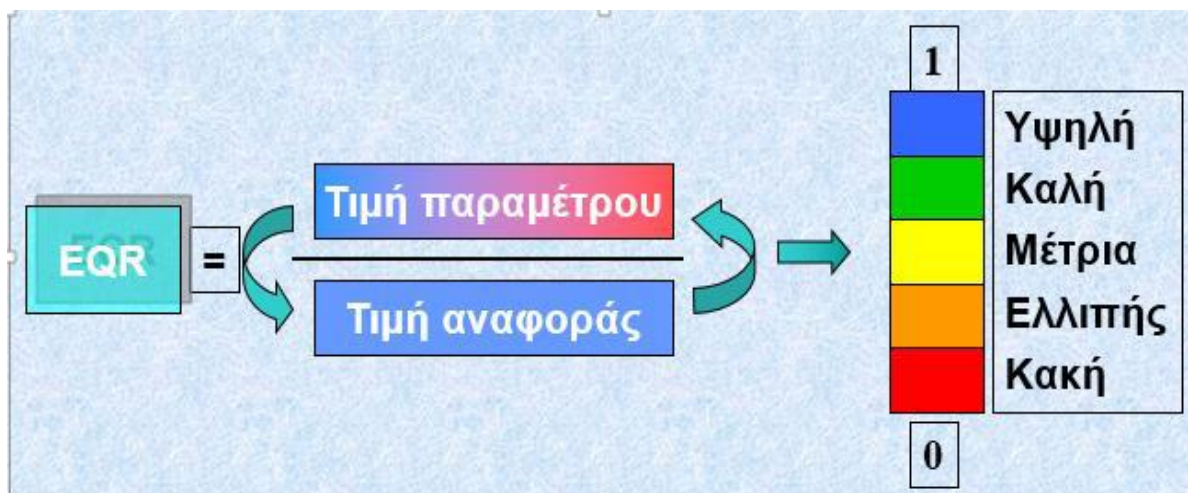 EQR
=
Τιμή παραμέτρου
Τιμή αναφοράς
1
Υψηλή
Καλή
Μέτρια
Ελλιπής
Κακή
0